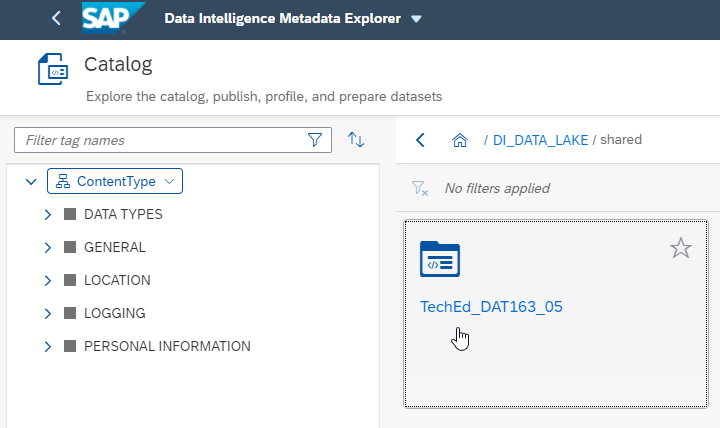 SAP Data Intelligence Metadata Explorer
Catalog
Explore the catalog, publish, profile, and prepare datasets
Filter tag names
/ DI_DATA_LAKE / shared
ContentType
No filters applied
DATA TYPES
GENERAL
LOCATION
LOGGING
PERSONAL INFORMATION
TechEd_DAT163_05